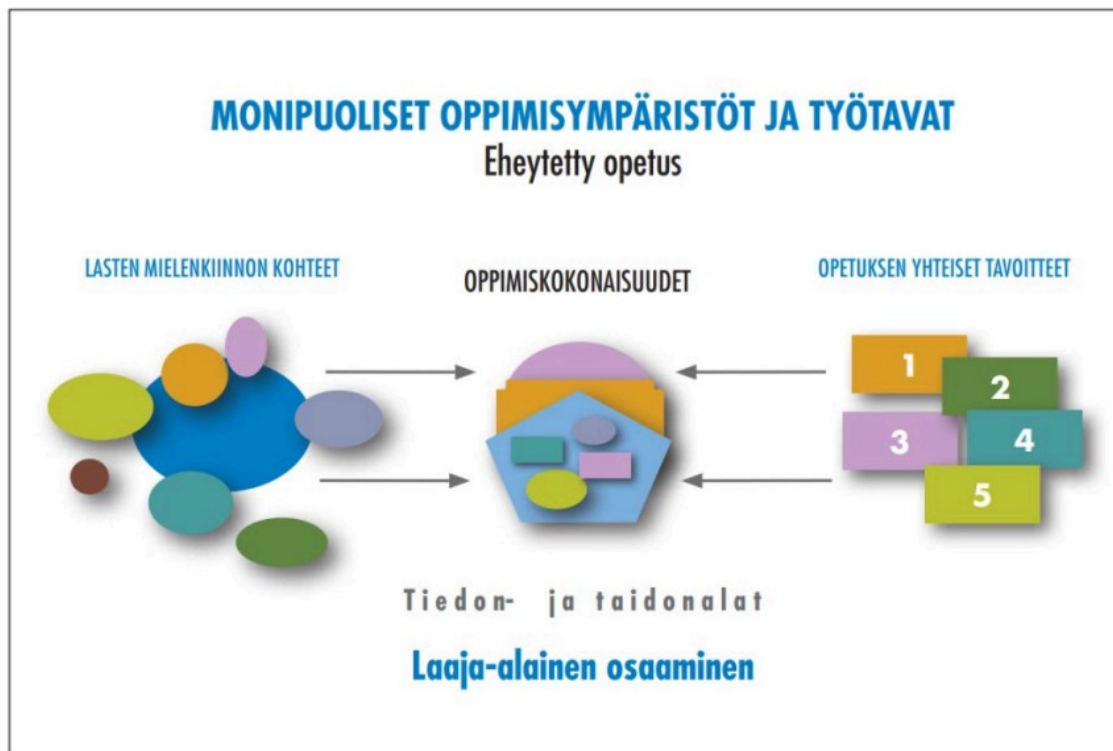 MONIPUOLISET OPPIMISYMPÄRISTÖT JA TYÖTAVAT
Eheytetty opetus
LASTEN MIELENKIINNON KOHTEET
OPPIMISKOKONAISUUDET
OPETUKSEN YHTEISET TAVOITTEET
1
2
3
4
5
Tiedon- ja taidonalat
Laaja-alainen osaaminen